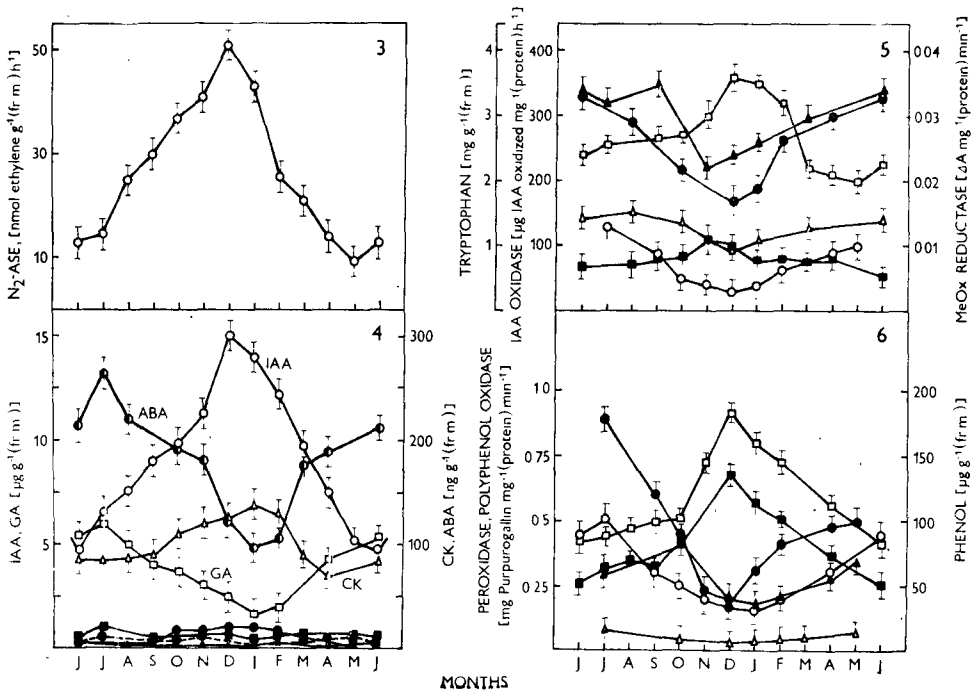 3
50
30
10
N₂-ASE, [nmol ethylene g⁻¹(fr m) h¹]
5
4
3
2
1
TRYPTOPHAN [mg g⁻¹(fr m)]
400
300
200
100
IAA OXIDASE [µg IAA oxidized mg⁻¹(protein) h¹]
0 04
0 03
0 02
0 01
MeOx REDUCTASE [ΔA mg⁻¹(protein) min⁻¹]
4
15
10
5
IAA, GA [µg g⁻¹(fr m)]
300
200
100
CK, ABA [ng g⁻¹(fr m)]
IAA
ABA
GA
CK
J J A S O N D J F M A M J
6
1 0
0 75
0 5
0 25
PEROXIDASE, POLYPHENOL OXIDASE
[mg Purpurogallin mg⁻¹(protein) min⁻¹]
200
150
100
50
PHENOL [µg g⁻¹(fr m)]
J J A S O N D J F M A M J
MONTHS